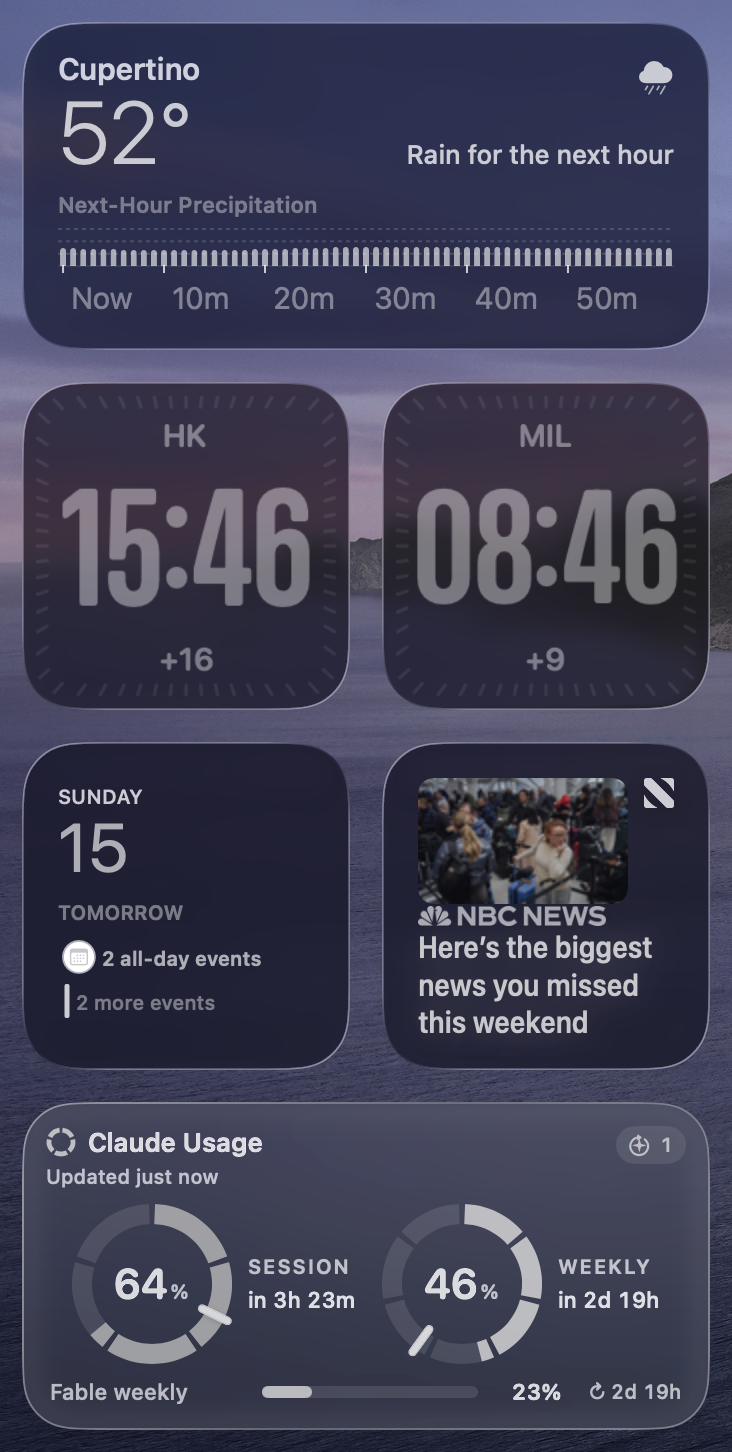 Cupertino
52°
Rain for the next hour
Next-Hour Precipitation
Now 10m 20m 30m 40m 50m
HK
15:46
+16
MIL
08:46
+9
SUNDAY
15
TOMORROW
2 all-day events
2 more events
NBC NEWS
Here’s the biggest
news you missed
this weekend
Claude Usage
1
Updated just now
64%
SESSION
in 3h 23m
46%
WEEKLY
in 2d 19h
Fable weekly 23% 2d 19h